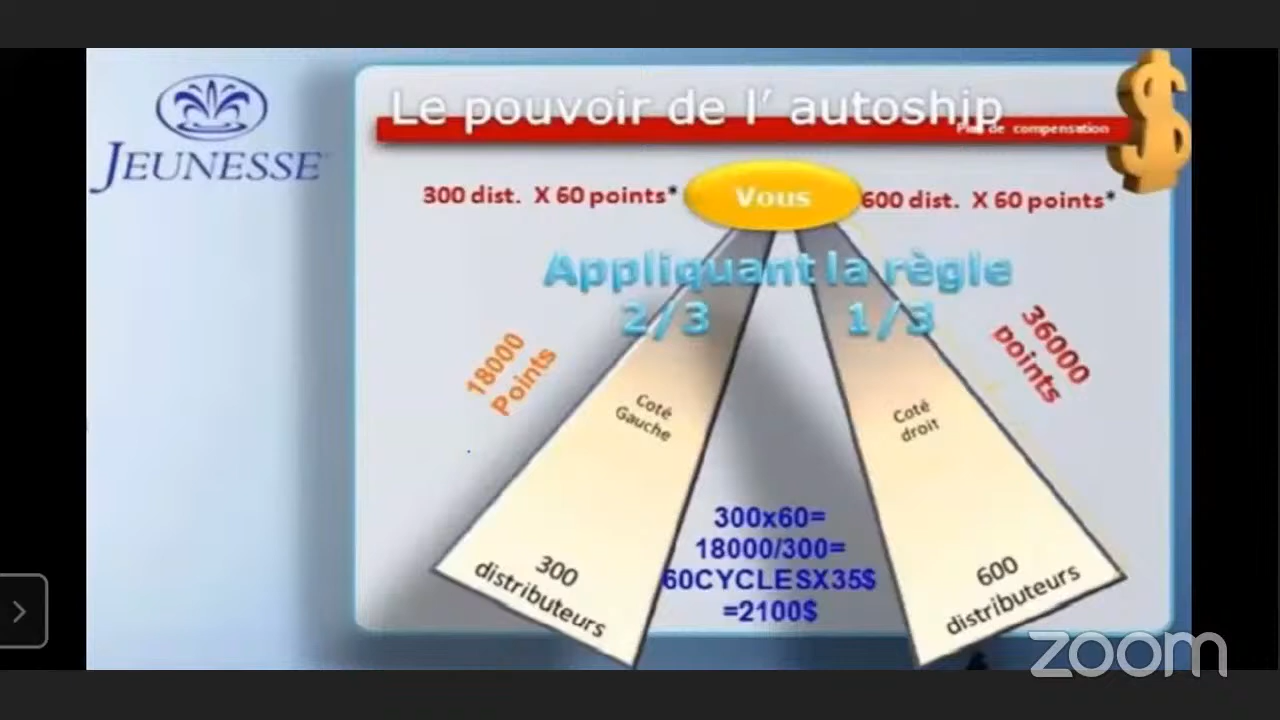 JEUNESSE
Le pouvoir de l' autoship
Plan de compensation
300 dist. X 60 points*
Vous
600 dist. X 60 points*
Appliquant la règle
2/3 1/3
18000
Points
36000
points
Coté
Gauche
Coté
droit
300x60=
18000/300=
60CYCLESX35$
=2100$
300
distributeurs
600
distributeurs
zoom